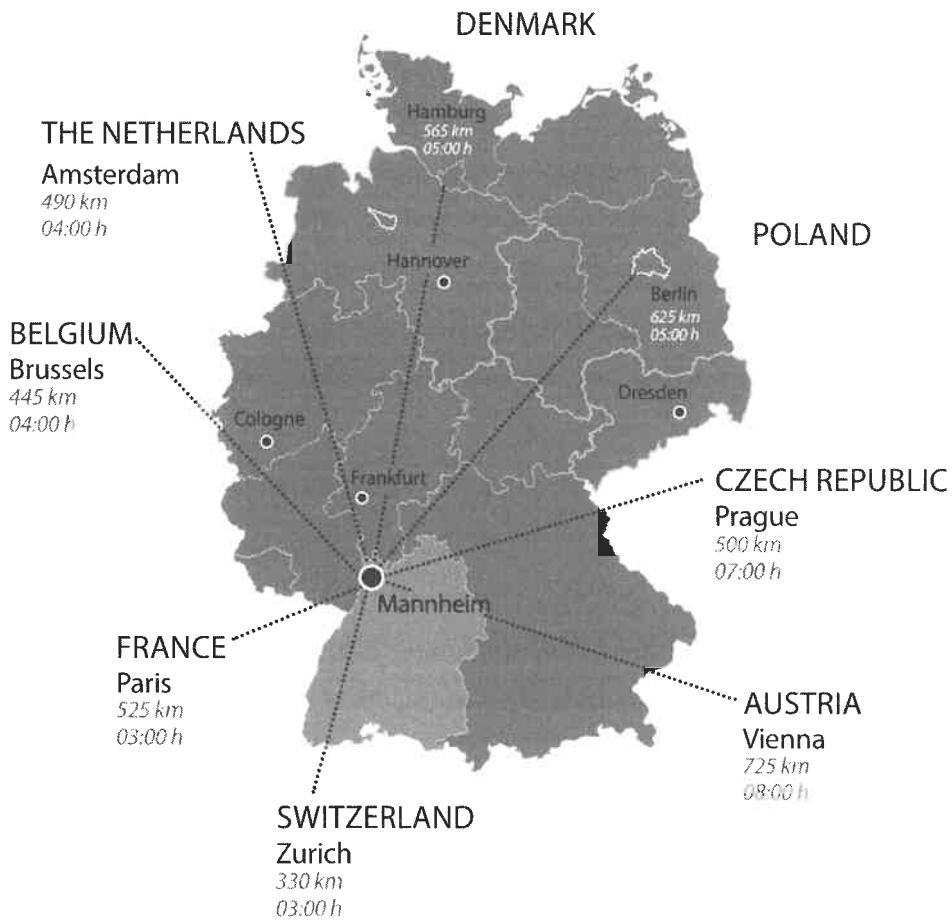 DENMARK
Hamburg
565 km
05:00 h
THE NETHERLANDS
Amsterdam
490 km
04:00 h
POLAND
Hannover
Berlin
625 km
05:00 h
BELGIUM
Brussels
445 km
04:00 h
Dresden
Cologne
Frankfurt
CZECH REPUBLIC
Prague
500 km
07:00 h
Mannheim
FRANCE
Paris
525 km
03:00 h
AUSTRIA
Vienna
725 km
08:00 h
SWITZERLAND
Zurich
330 km
03:00 h